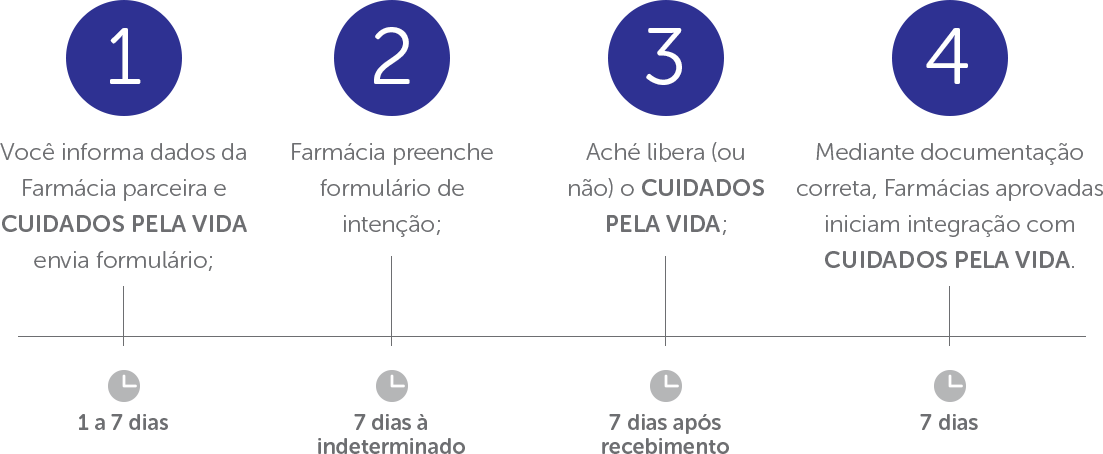 1
Você informa dados da
Farmácia parceira e
CUIDADOS PELA VIDA
envia formulário;
1 a 7 dias
2
Farmácia preenche
formulário de
intenção;
7 dias à
indeterminado
3
Aché libera (ou
não) o CUIDADOS
PELA VIDA;
7 dias após
recebimento
4
Mediante documentação
correta, Farmácias aprovadas
iniciam integração com
CUIDADOS PELA VIDA.
7 dias